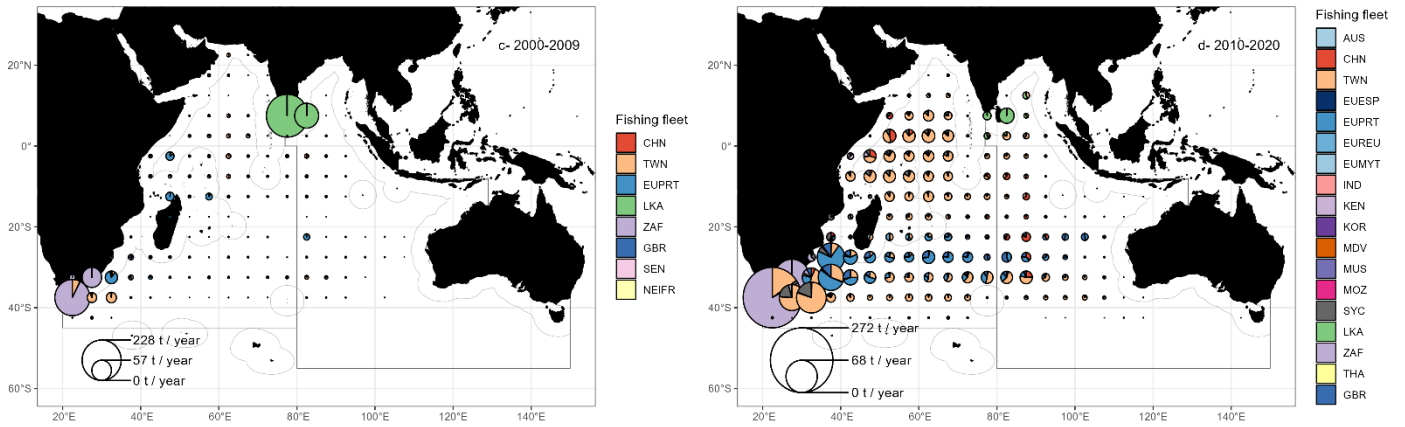 c- 2000-2009
20°N
0°
20°S
40°S
60°S
228 t / year
57 t / year
0 t / year
20°E
40°E
60°E
80°E
100°E
120°E
140°E
Fishing fleet
CHN
TWN
EUPRT
LKA
ZAF
GBR
SEN
NEIFR
d- 2010-2020
20°N
0°
20°S
40°S
60°S
272 t / year
68 t / year
0 t / year
20°E
40°E
60°E
80°E
100°E
120°E
140°E
Fishing fleet
AUS
CHN
TWN
EUESP
EUPRT
EUREU
EUMYT
IND
KEN
KOR
MDV
MUS
MOZ
SYC
LKA
ZAF
THA
GBR